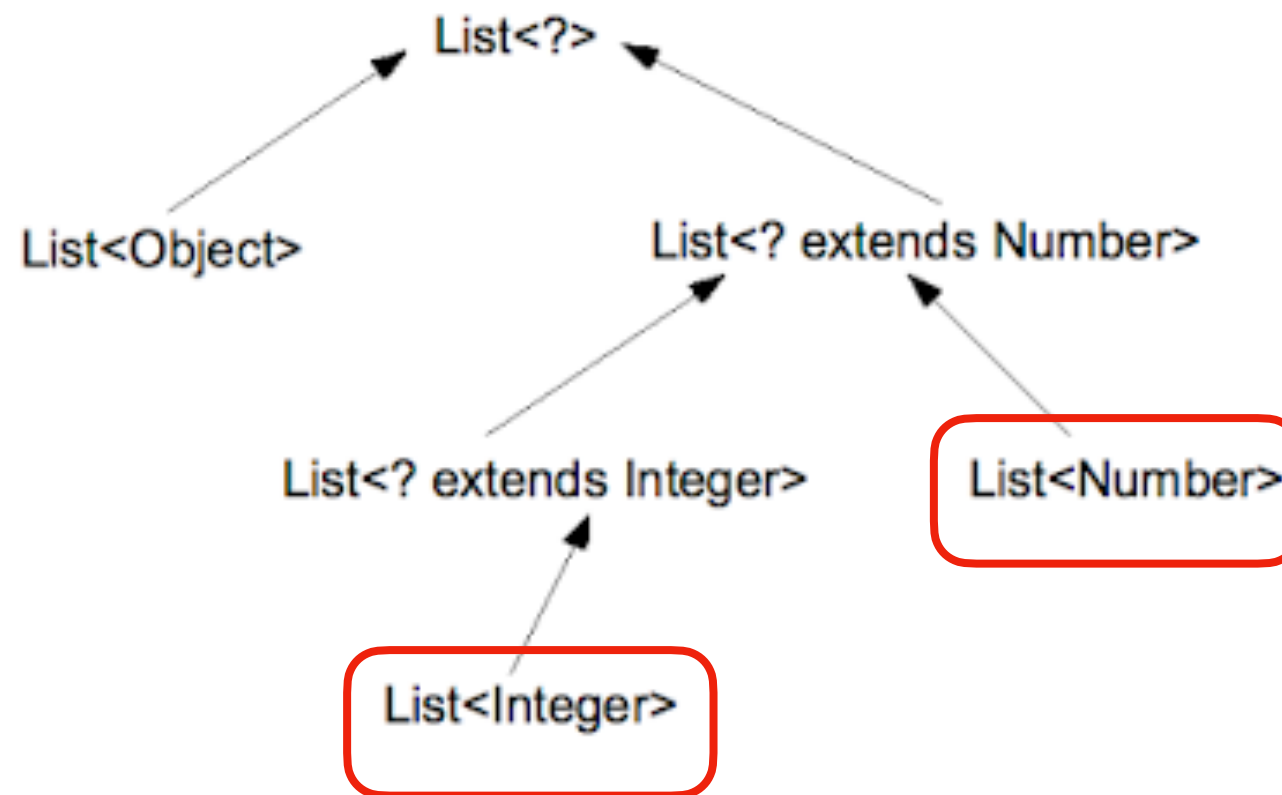 List<?>
List<Object>
List<? extends Number>
List<? extends Integer>
List<Number>
List<Integer>